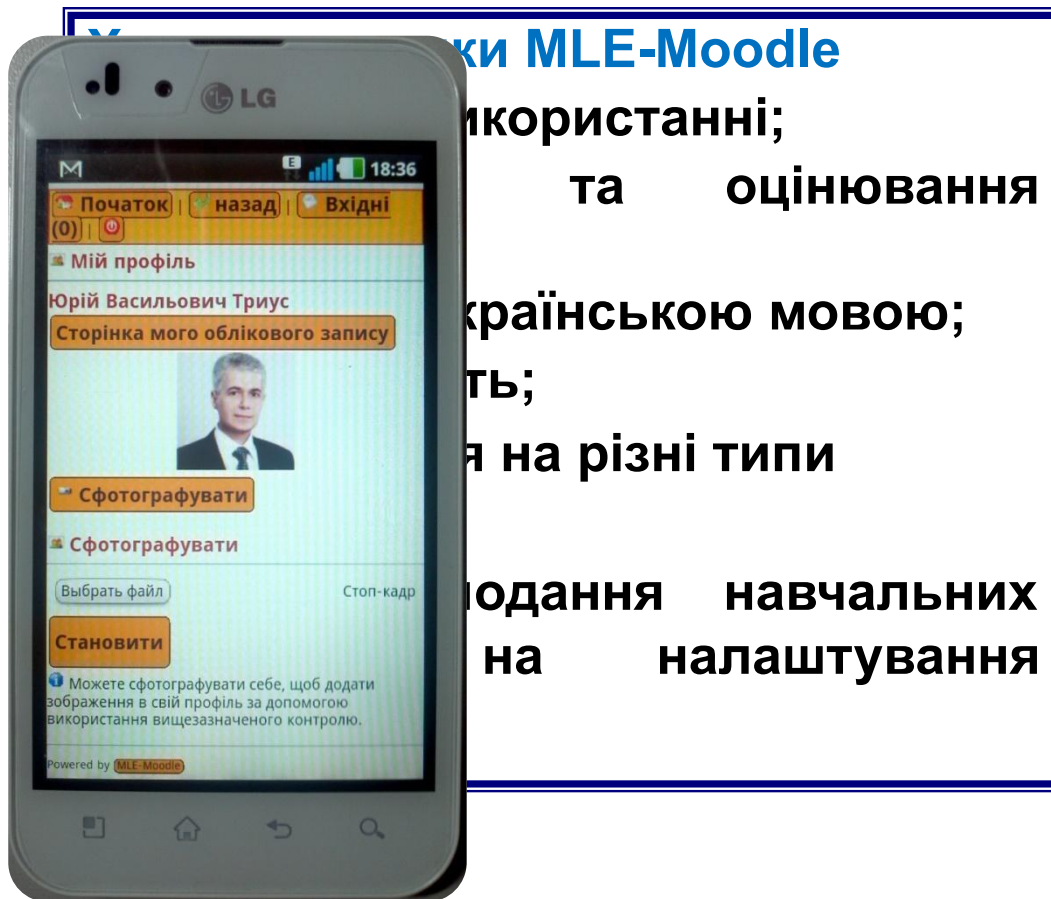 ки MLE-Moodle
икористанні;
та оцінювання
країнською мовою;
ть;
я на різні типи
подання навчальних
на налаштування
LG
E
18:36
Початок | назад | Вхідні
(0) |
Мій профіль
Юрій Васильович Триус
Сторінка мого облікового запису
Сфотографувати
Сфотографувати
Выбрать файл Стоп-кадр
Становити
Можете сфотографувати себе, щоб додати
зображення в свій профіль за допомогою
використання вищезазначеного контролю.
Powered by MLE-Moodle